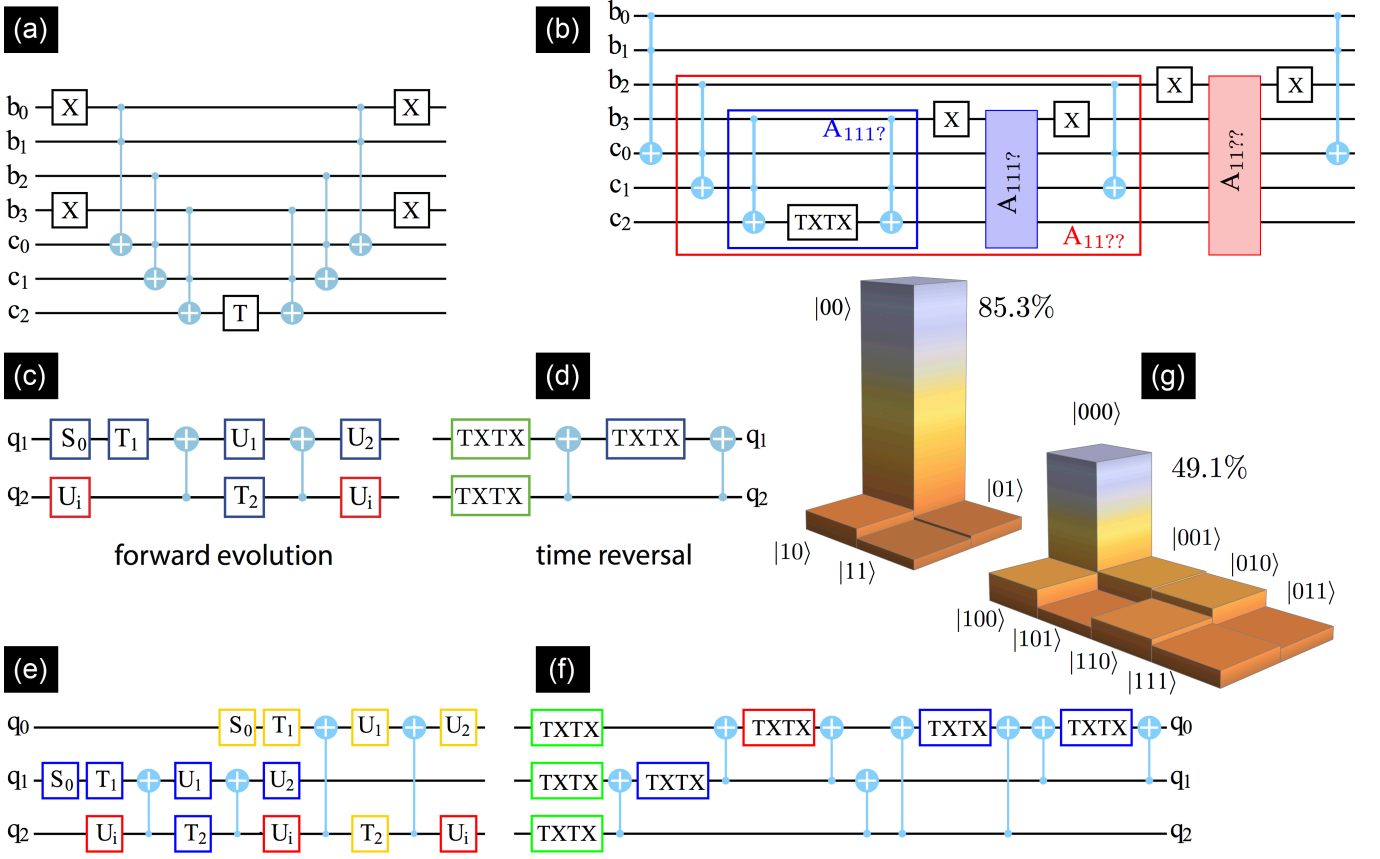 (a)
b0 X X
b1
b2
b3 X X
c0
c1
c2 T
(b)
b0
b1
b2 X X
b3 A111? X X
c0 A111? A11??
c1
c2 TXTX A11??
(c)
q1 S0 T1 U1 U2
q2 Ui T2 Ui
forward evolution
(d)
TXTX TXTX q1
TXTX q2
time reversal
|00⟩ 85.3%
|01⟩
|10⟩
|11⟩
(g)
|000⟩
49.1%
|001⟩
|010⟩
|011⟩
|100⟩
|101⟩
|110⟩
|111⟩
(e)
q0 S0 T1 U1 U2
q1 S0 T1 U1 U2
q2 Ui T2 Ui T2 Ui
(f)
TXTX TXTX TXTX TXTX q0
TXTX TXTX q1
TXTX q2